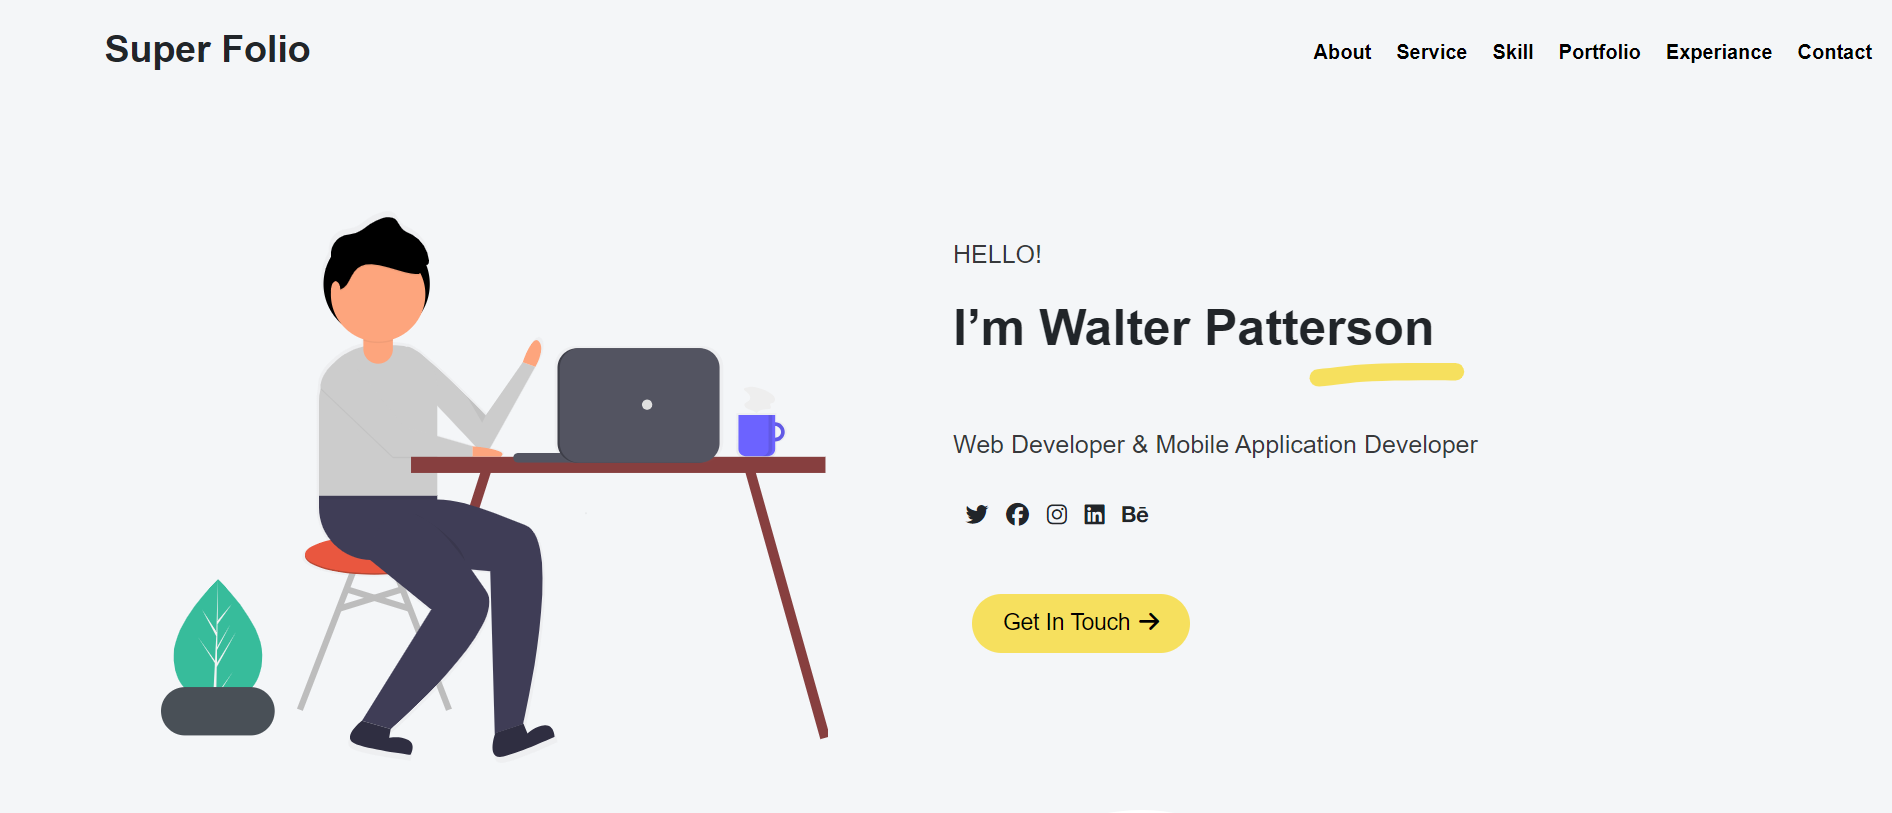 Super Folio
About Service Skill Portfolio Experiance Contact
HELLO!
I’m Walter Patterson
Web Developer & Mobile Application Developer
Bē
Get In Touch →